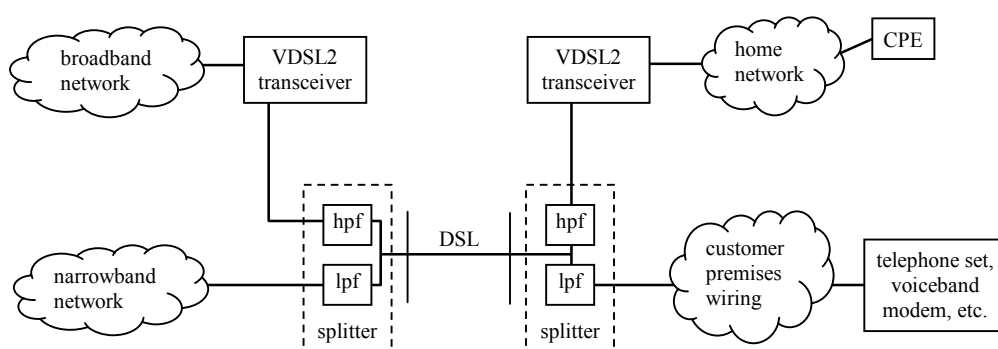 broadband
network
VDSL2
transceiver
VDSL2
transceiver
home
network
CPE
hpf
lpf
splitter
DSL
hpf
lpf
splitter
narrowband
network
customer
premises
wiring
telephone set,
voiceband
modem, etc.